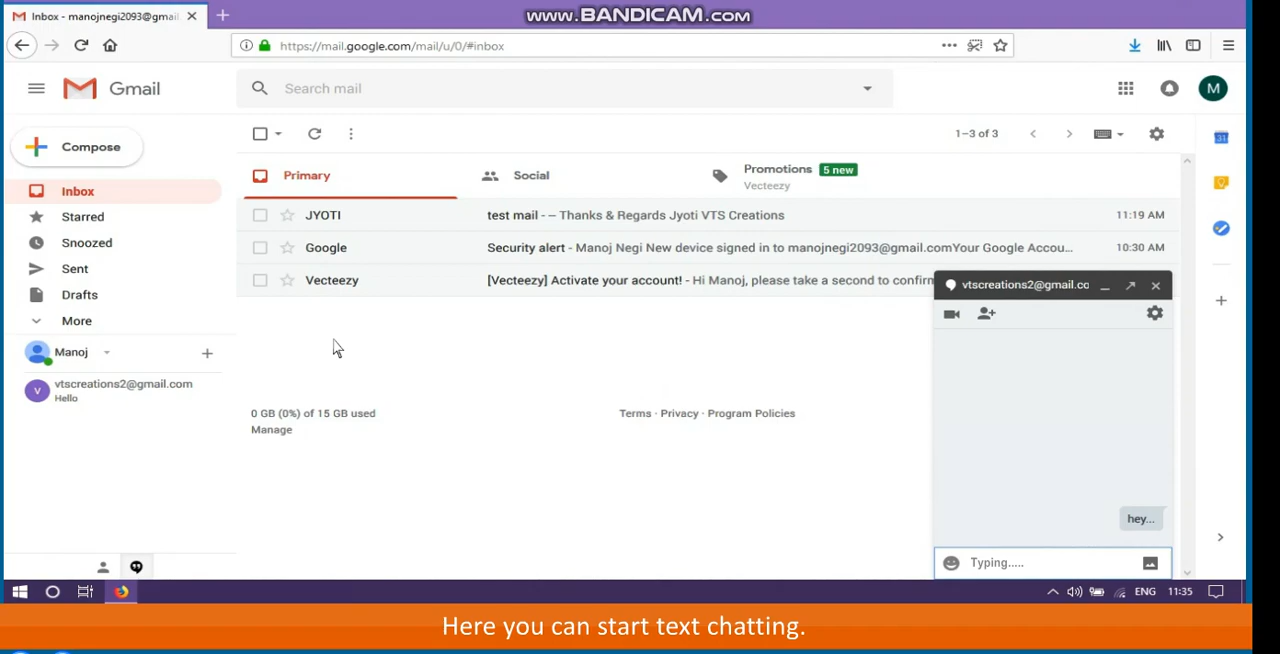 Inbox - manojnegi2093@gmail.
www.BANDICAM.com
https://mail.google.com/mail/u/0/#inbox
Gmail
Search mail
M
Compose
1–3 of 3
31
Inbox
Primary
Social
Promotions 5 new
Vecteezy
Starred
JYOTI test mail - -- Thanks & Regards Jyoti VTS Creations 11:19 AM
Snoozed
Google Security alert - Manoj Negi New device signed in to manojnegi2093@gmail.comYour Google Accou... 10:30 AM
Sent
Vecteezy [Vecteezy] Activate your account! - Hi Manoj, please take a second to confirm
vtscreations2@gmail.co
Drafts
More
Manoj
V vtscreations2@gmail.com
Hello
0 GB (0%) of 15 GB used
Manage
Terms · Privacy · Program Policies
hey...
Typing.....
ENG 11:35
Here you can start text chatting.